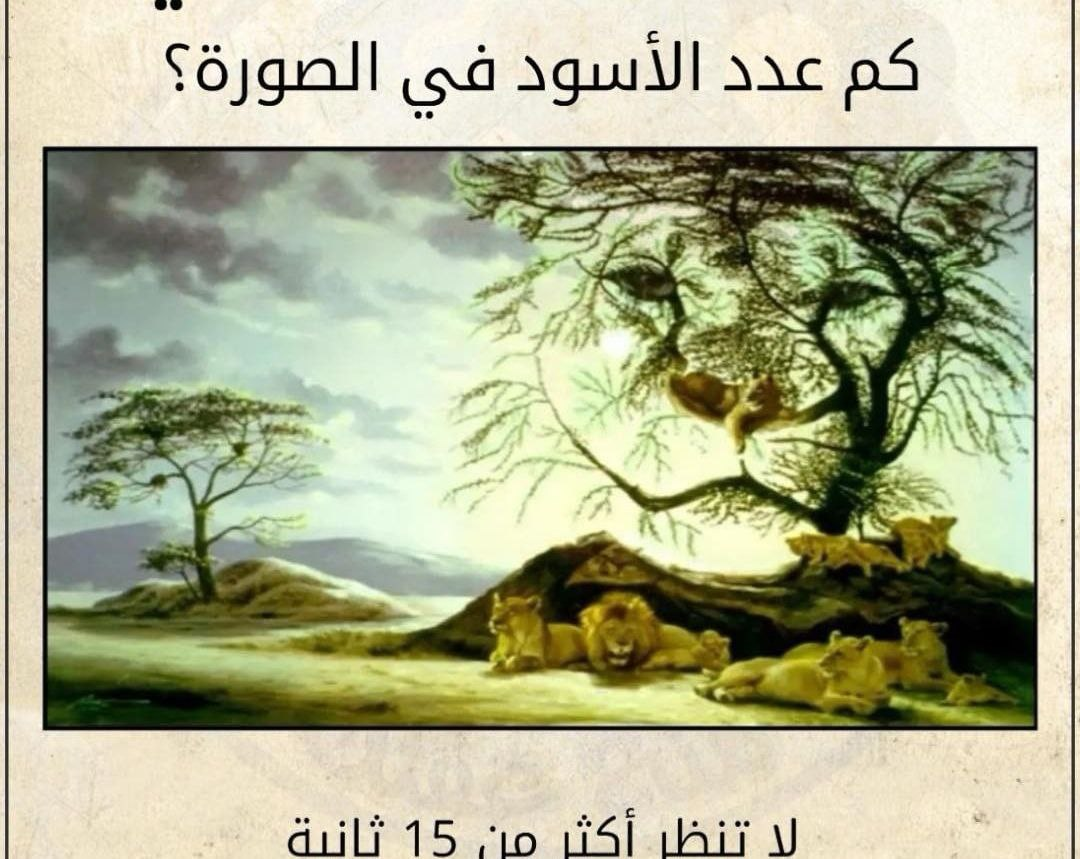 كم عدد الأسود في الصورة؟
لا تنظر أكثر من 15 ثانية